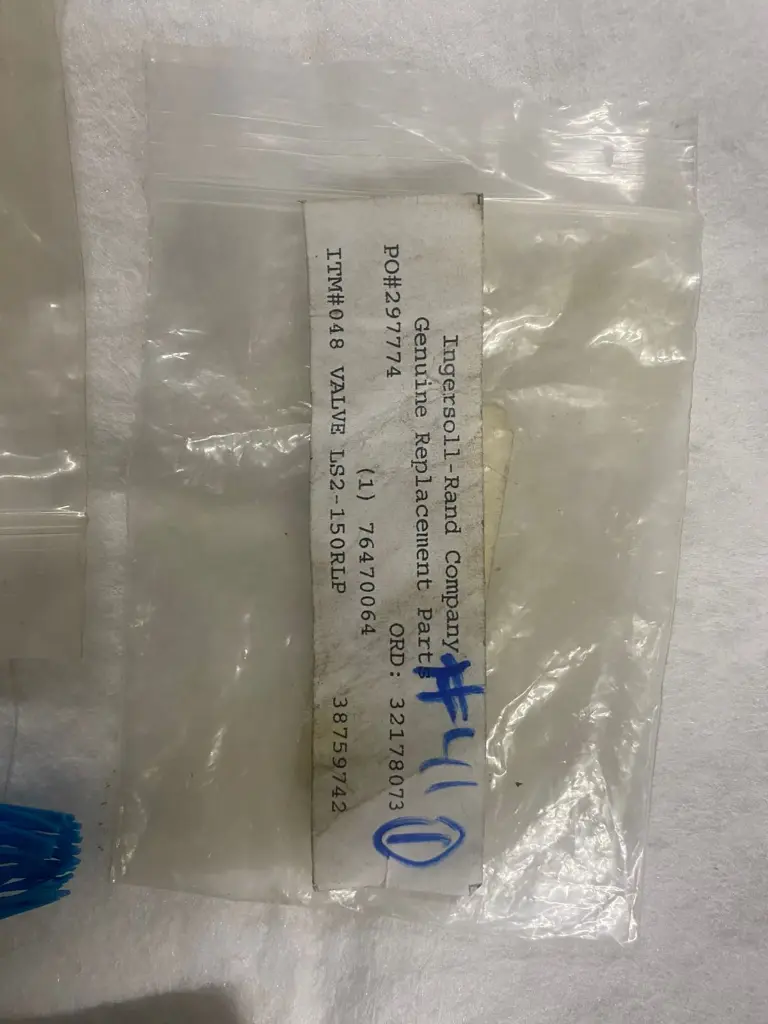 Ingersoll-Rand Company
Genuine Replacement Parts
#41
PO#297774 ORD: 32178073
1
(1) 76470064
ITM#048 VALVE LS2-150RLP 38759742